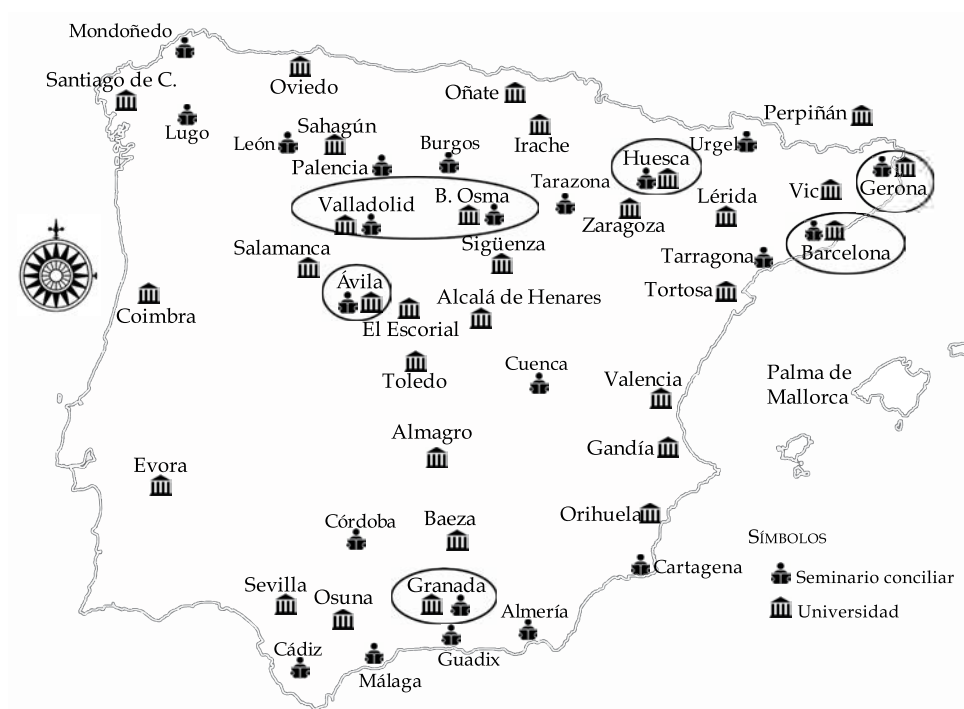 Mondoñedo
Santiago de C.
Oviedo
Oñate
Perpiñán
Lugo
León
Sahagún
Burgos
Irache
Urgel
Palencia
Huesca
Gerona
Tarazona
Lérida
Vic
Valladolid
B. Osma
Zaragoza
Salamanca
Sigüenza
Tarragona
Barcelona
Ávila
Tortosa
Coimbra
Alcalá de Henares
El Escorial
Toledo
Cuenca
Valencia
Palma de
Mallorca
Almagro
Gandía
Evora
Córdoba
Baeza
Orihuela
SÍMBOLOS
Cartagena
Seminario conciliar
Sevilla
Osuna
Granada
Almería
Universidad
Cádiz
Málaga
Guadix